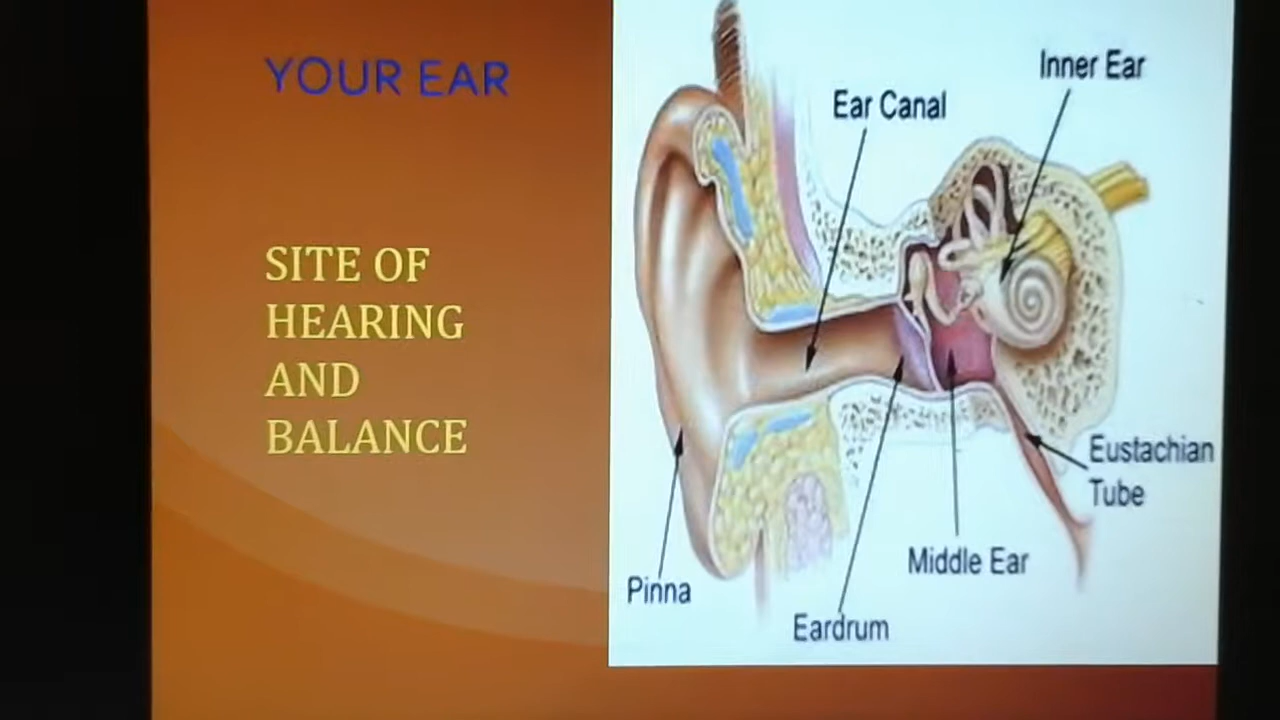 YOUR EAR
SITE OF
HEARING
AND
BALANCE
Inner Ear
Ear Canal
Eustachian
Tube
Middle Ear
Pinna
Eardrum